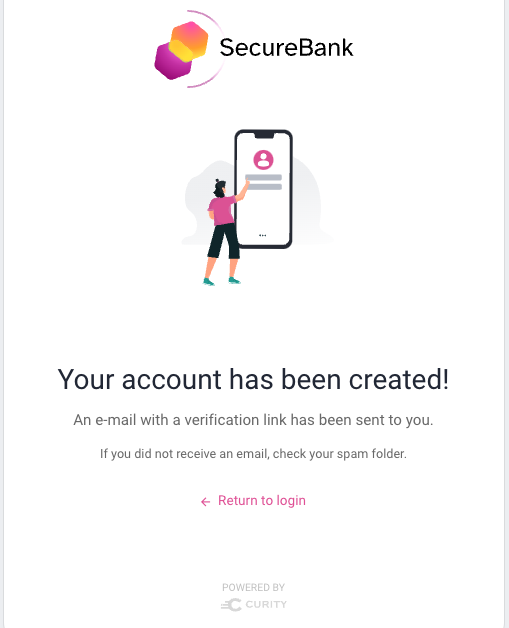 SecureBank
Your account has been created!
An e-mail with a verification link has been sent to you.
If you did not receive an email, check your spam folder.
← Return to login
POWERED BY
CURITY